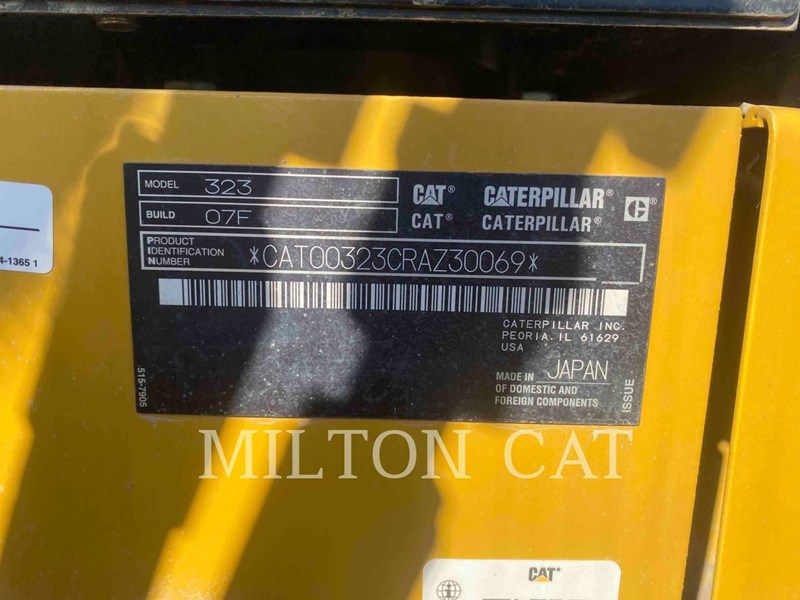 MODEL 323
BUILD 07F
CAT® CATERPILLAR®
CAT® CATERPILLAR®
PRODUCT
IDENTIFICATION
NUMBER
*CAT00323CRAZ30069*
CATERPILLAR INC.
PEORIA, IL 61629
USA
MADE IN JAPAN
OF DOMESTIC AND
FOREIGN COMPONENTS
ISSUE
515-7905
4-1365 1
MILTON CAT
CAT®